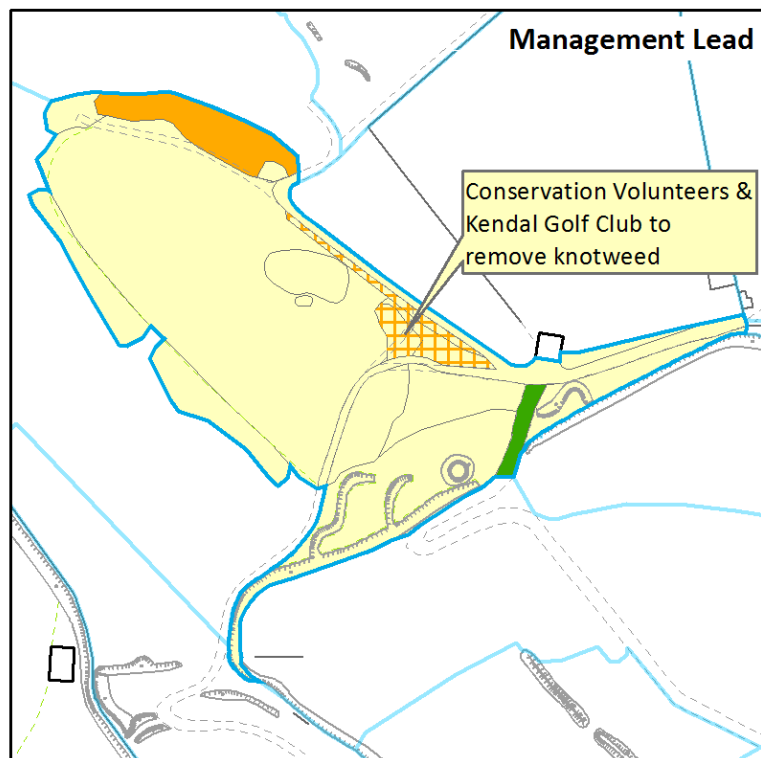 Management Lead
Conservation Volunteers &
Kendal Golf Club to
remove knotweed